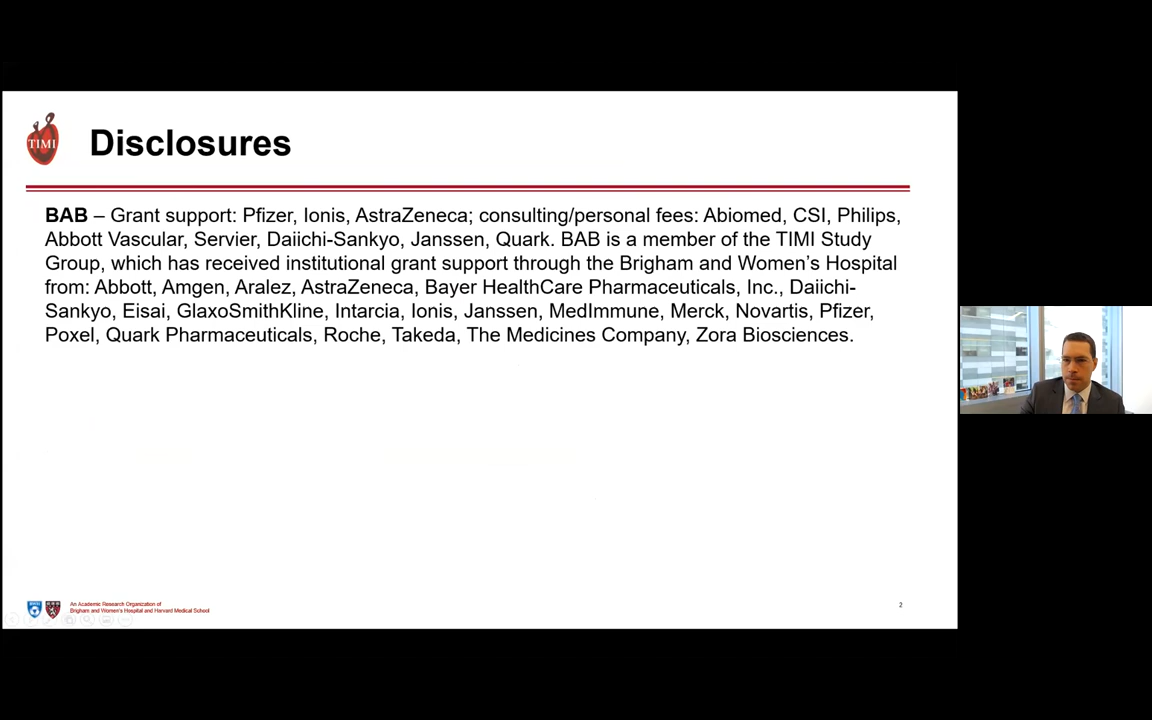 TIMI
Disclosures
BAB – Grant support: Pfizer, Ionis, AstraZeneca; consulting/personal fees: Abiomed, CSI, Philips,
Abbott Vascular, Servier, Daiichi-Sankyo, Janssen, Quark. BAB is a member of the TIMI Study
Group, which has received institutional grant support through the Brigham and Women’s Hospital
from: Abbott, Amgen, Aralez, AstraZeneca, Bayer HealthCare Pharmaceuticals, Inc., Daiichi-
Sankyo, Eisai, GlaxoSmithKline, Intarcia, Ionis, Janssen, MedImmune, Merck, Novartis, Pfizer,
Poxel, Quark Pharmaceuticals, Roche, Takeda, The Medicines Company, Zora Biosciences.
An Academic Research Organization of
Brigham and Women's Hospital and Harvard Medical School
2